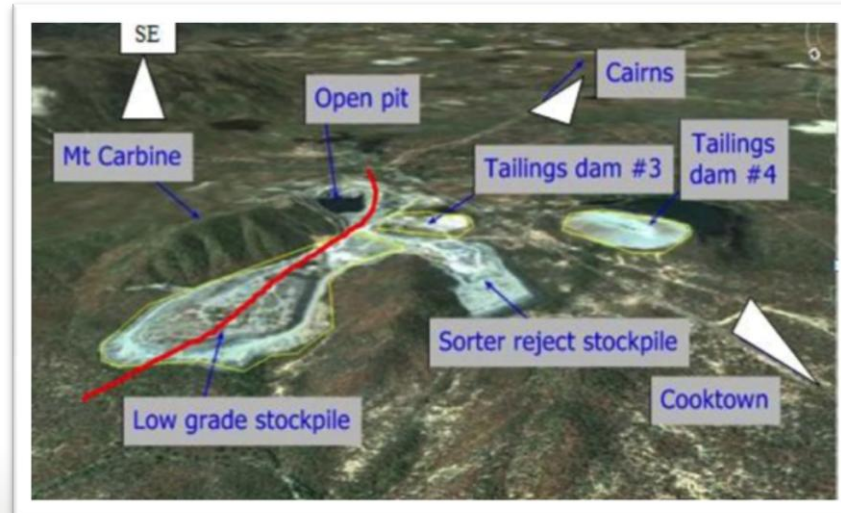 SE
Cairns
Open pit
Mt Carbine
Tailings dam #3
Tailings
dam #4
Sorter reject stockpile
Cooktown
Low grade stockpile